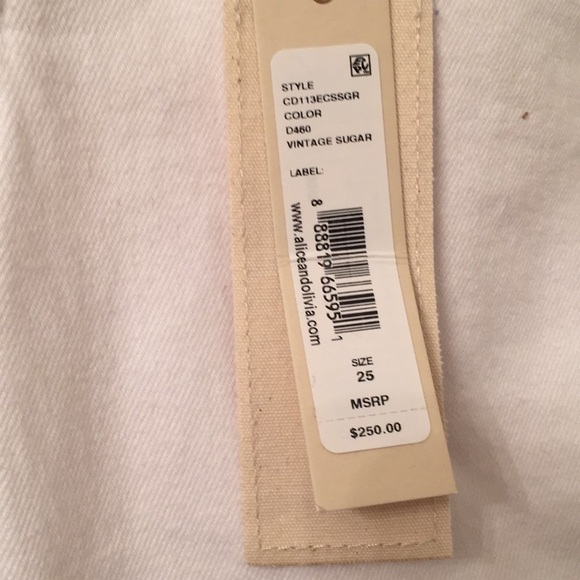 STYLE
CD113ECSSGR
COLOR
D460
VINTAGE SUGAR
LABEL:
8 88819 66595 1
www.aliceandolivia.com
SIZE
25
MSRP
$250.00